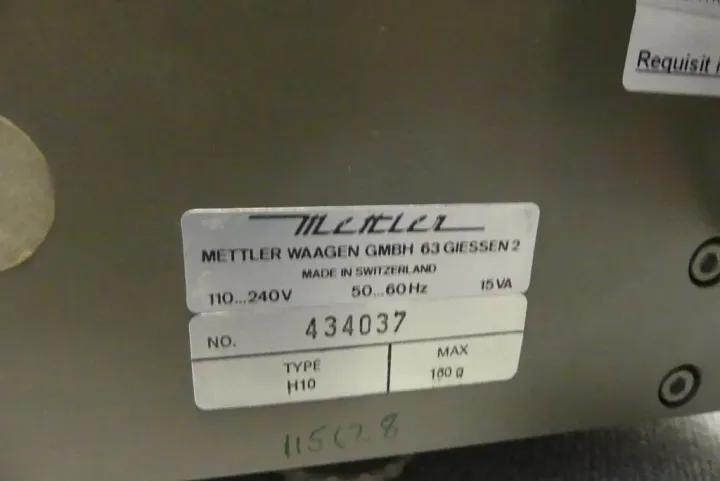 Requisit
mettler
METTLER WAAGEN GMBH 63 GIESSEN 2
MADE IN SWITZERLAND
110...240V 50...60Hz 15VA
NO. 434037
TYPE MAX
H10 160 g